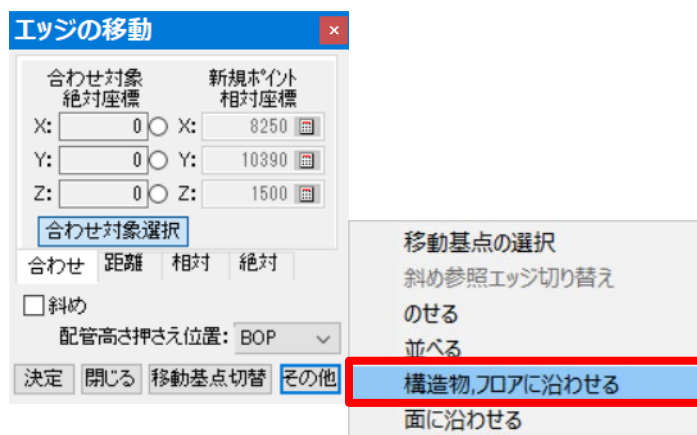 エッジの移動
合わせ対象 新規ポイント
絶対座標 相対座標
X: 0 X: 8250
Y: 0 Y: 10390
Z: 0 Z: 1500
合わせ対象選択
合わせ 距離 相対 絶対
斜め
配管高さ押さえ位置: BOP
決定 閉じる 移動基点切替 その他
移動基点の選択
斜め参照エッジ切り替え
のせる
並べる
構造物,フロアに沿わせる
面に沿わせる